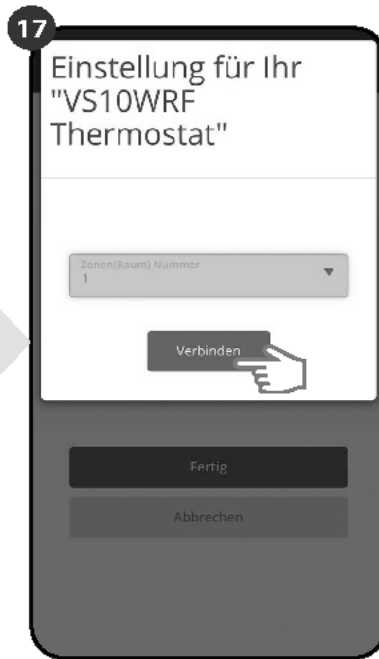 17
Einstellung für Ihr
"VS10WRF
Thermostat"
Zonen(Raum) Nummer
1
Verbinden
Fertig
Abbrechen